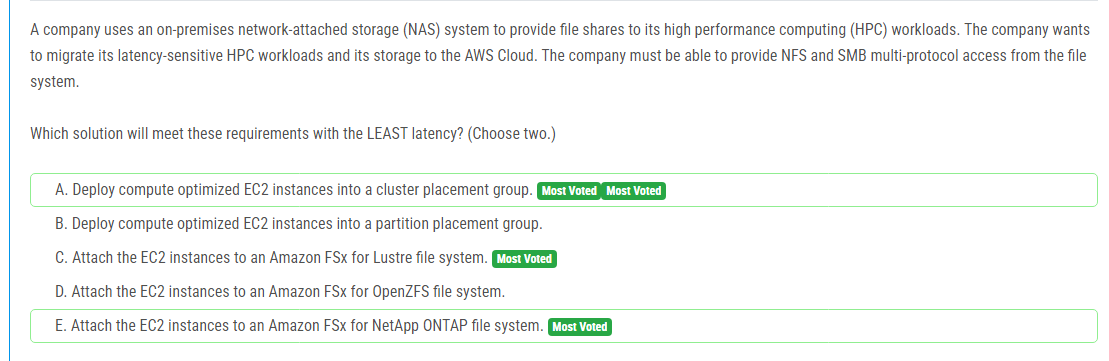 A company uses an on-premises network-attached storage (NAS) system to provide file shares to its high performance computing (HPC) workloads. The company wants
to migrate its latency-sensitive HPC workloads and its storage to the AWS Cloud. The company must be able to provide NFS and SMB multi-protocol access from the file
system.
Which solution will meet these requirements with the LEAST latency? (Choose two.)
A. Deploy compute optimized EC2 instances into a cluster placement group. Most Voted Most Voted
B. Deploy compute optimized EC2 instances into a partition placement group.
C. Attach the EC2 instances to an Amazon FSx for Lustre file system. Most Voted
D. Attach the EC2 instances to an Amazon FSx for OpenZFS file system.
E. Attach the EC2 instances to an Amazon FSx for NetApp ONTAP file system. Most Voted